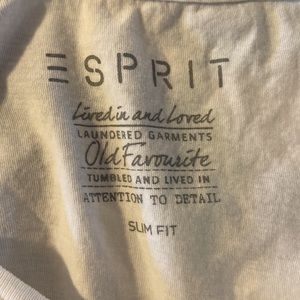 ESPRIT
Lived in and Loved
LAUNDERED GARMENTS
Old Favourite
TUMBLED AND LIVED IN
ATTENTION TO DETAIL
SLIM FIT